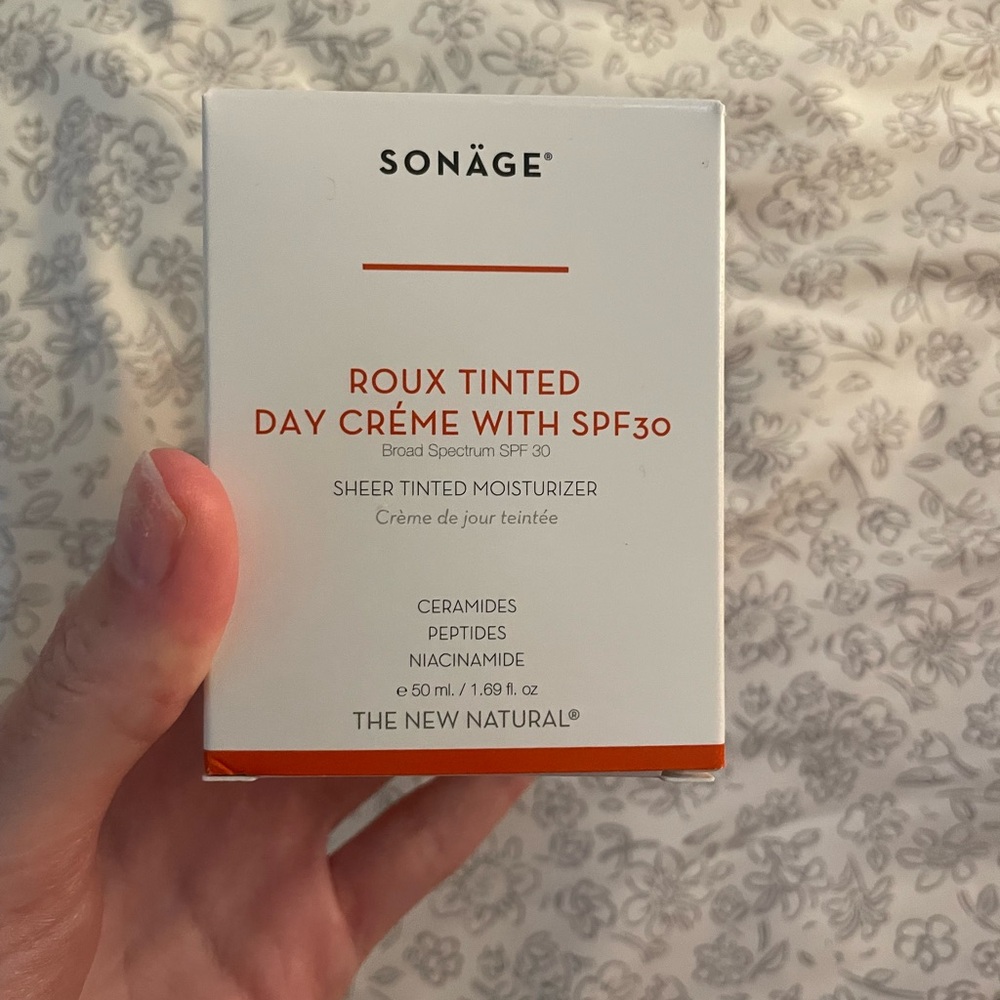 SONÄGE®
ROUX TINTED
DAY CRÉME WITH SPF30
Broad Spectrum SPF 30
SHEER TINTED MOISTURIZER
Crème de jour teintée
CERAMIDES
PEPTIDES
NIACINAMIDE
℮ 50 ml. / 1.69 fl. oz
THE NEW NATURAL®